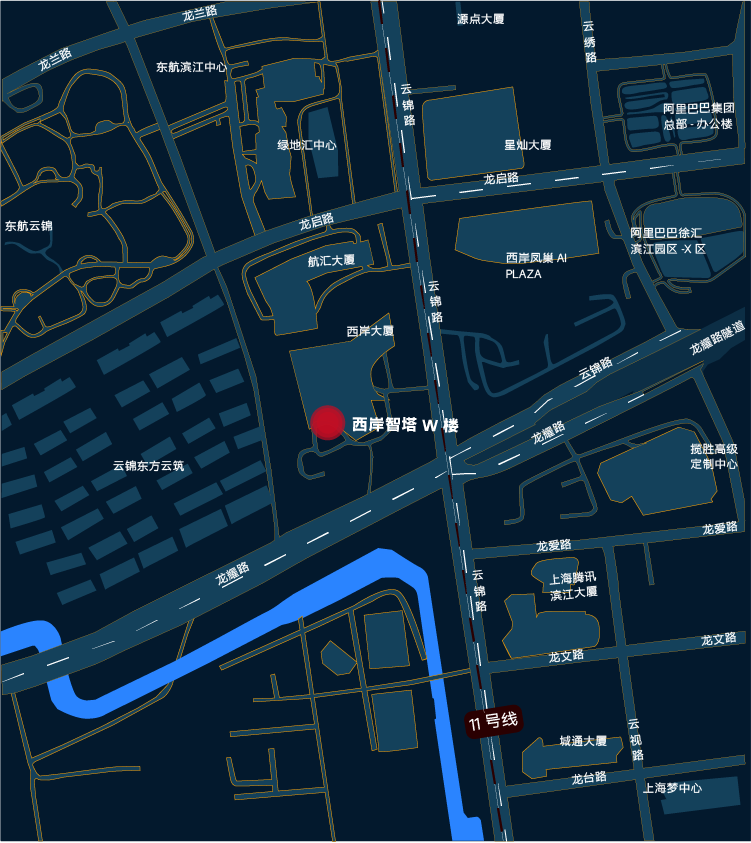 龙兰路
源点大厦
云绣路
龙兰路
东航滨江中心
云锦路
阿里巴巴集团
总部 - 办公楼
绿地汇中心
星灿大厦
龙启路
龙启路
东航云锦
阿里巴巴徐汇
滨江园区 -X 区
航汇大厦
西岸凤巢 AI
PLAZA
云锦路
西岸大厦
龙耀路隧道
云锦路
西岸智塔 W 楼
龙耀路
揽胜高级
定制中心
云锦东方云筑
龙爱路
龙爱路
龙耀路
云锦路
上海腾讯
滨江大厦
龙文路
龙文路
11 号线
云视路
城通大厦
龙台路
上海梦中心